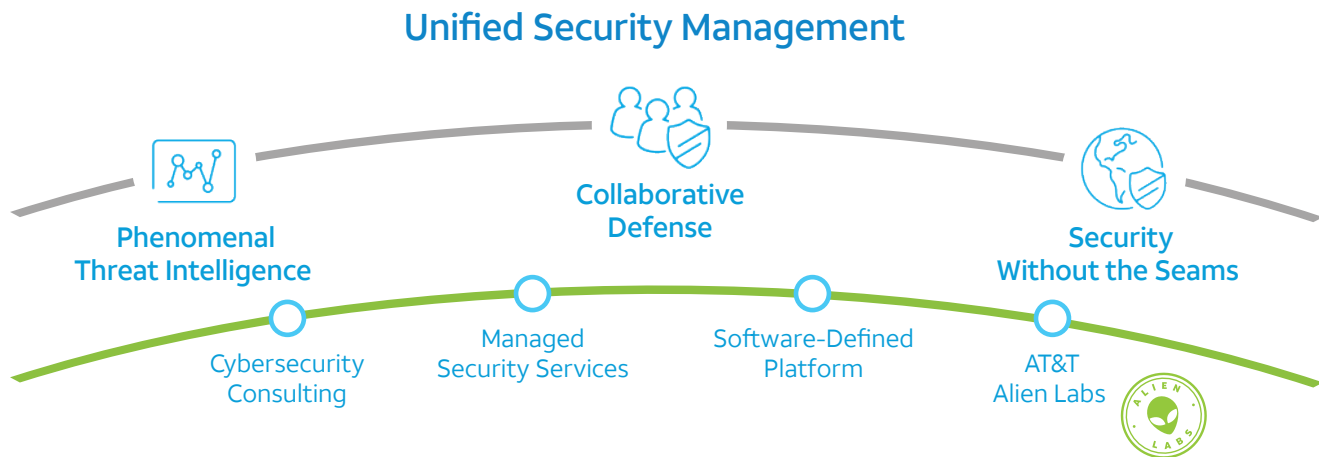 Unified Security Management
Phenomenal
Threat Intelligence
Collaborative
Defense
Security
Without the Seams
Cybersecurity
Consulting
Managed
Security Services
Software-Defined
Platform
AT&T
Alien Labs
ALIEN
LABS